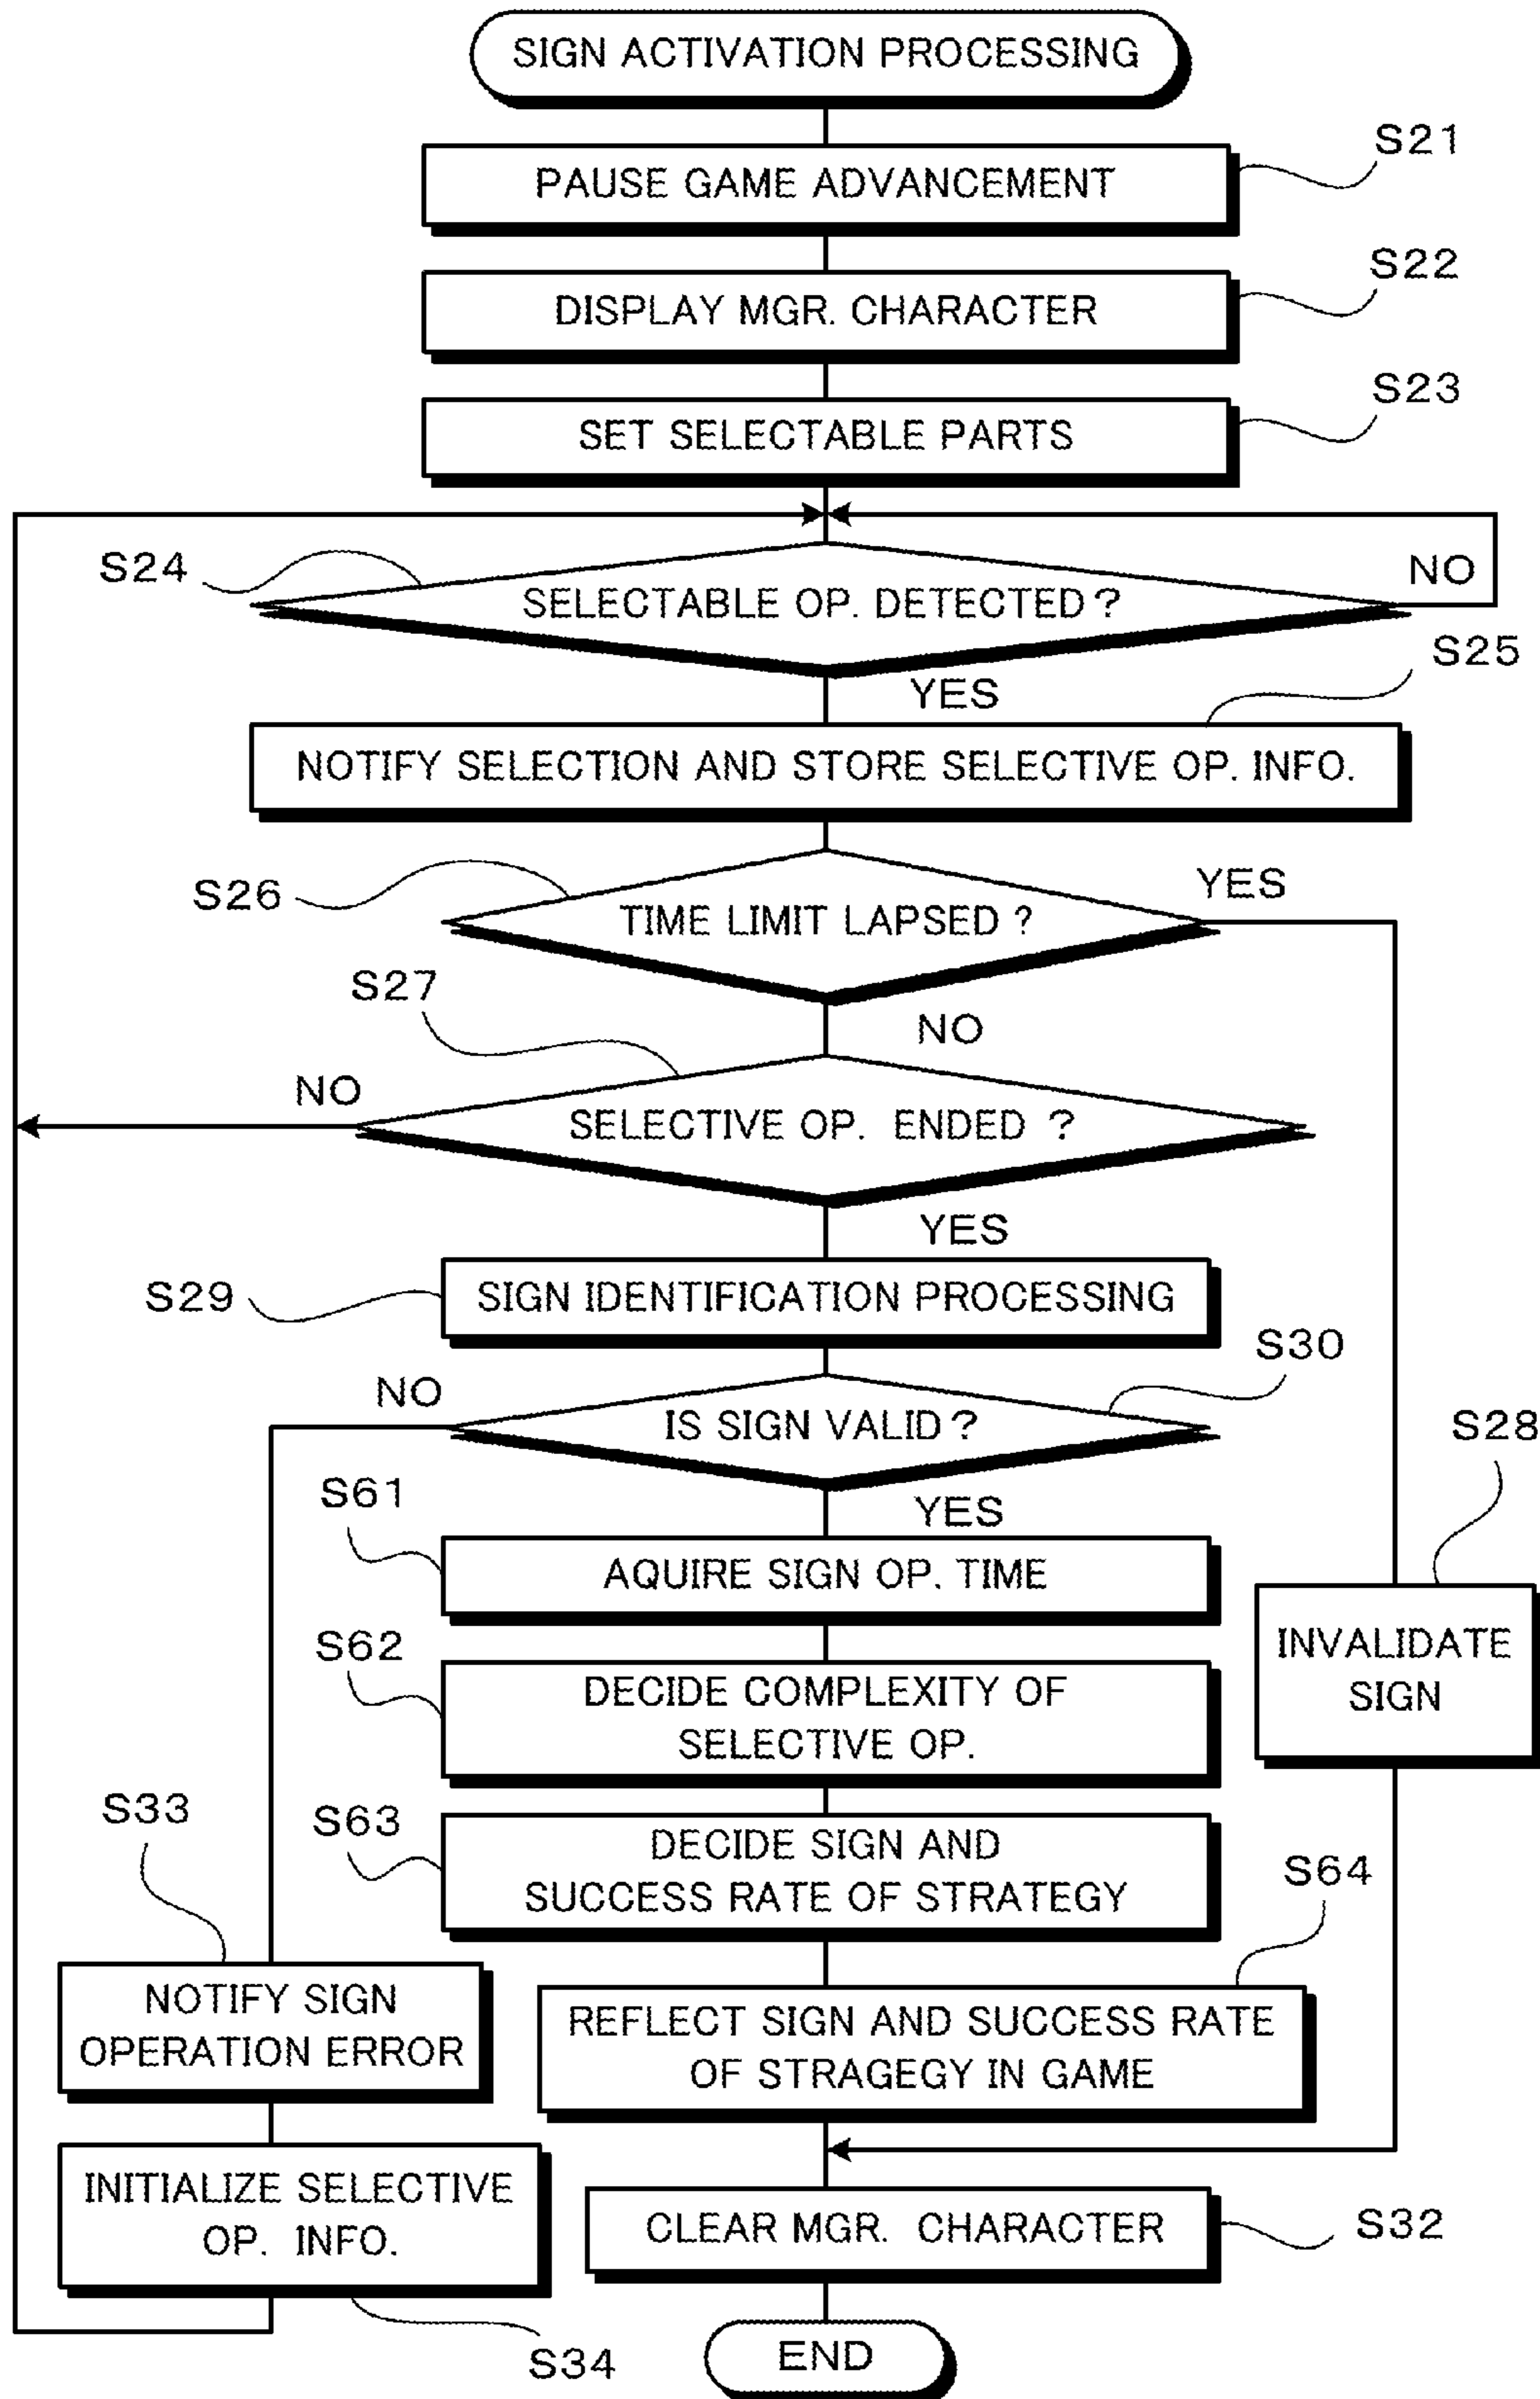 SIGN ACTIVATION PROCESSING
S21
PAUSE GAME ADVANCEMENT
S22
DISPLAY MGR. CHARACTER
S23
SET SELECTABLE PARTS
S24
NO
SELECTABLE OP. DETECTED ?
S25
YES
NOTIFY SELECTION AND STORE SELECTIVE OP. INFO.
S26
YES
TIME LIMIT LAPSED ?
S27
NO
NO
SELECTIVE OP. ENDED ?
YES
S29
SIGN IDENTIFICATION PROCESSING
S30
NO
IS SIGN VALID ?
S28
S61
YES
AQUIRE SIGN OP. TIME
INVALIDATE
SIGN
S62
DECIDE COMPLEXITY OF
SELECTIVE OP.
S33
S63
DECIDE SIGN AND
SUCCESS RATE OF STRATEGY
S64
NOTIFY SIGN
OPERATION ERROR
REFLECT SIGN AND SUCCESS RATE
OF STRAGEGY IN GAME
INITIALIZE SELECTIVE
OP. INFO.
CLEAR MGR. CHARACTER
S32
S34
END